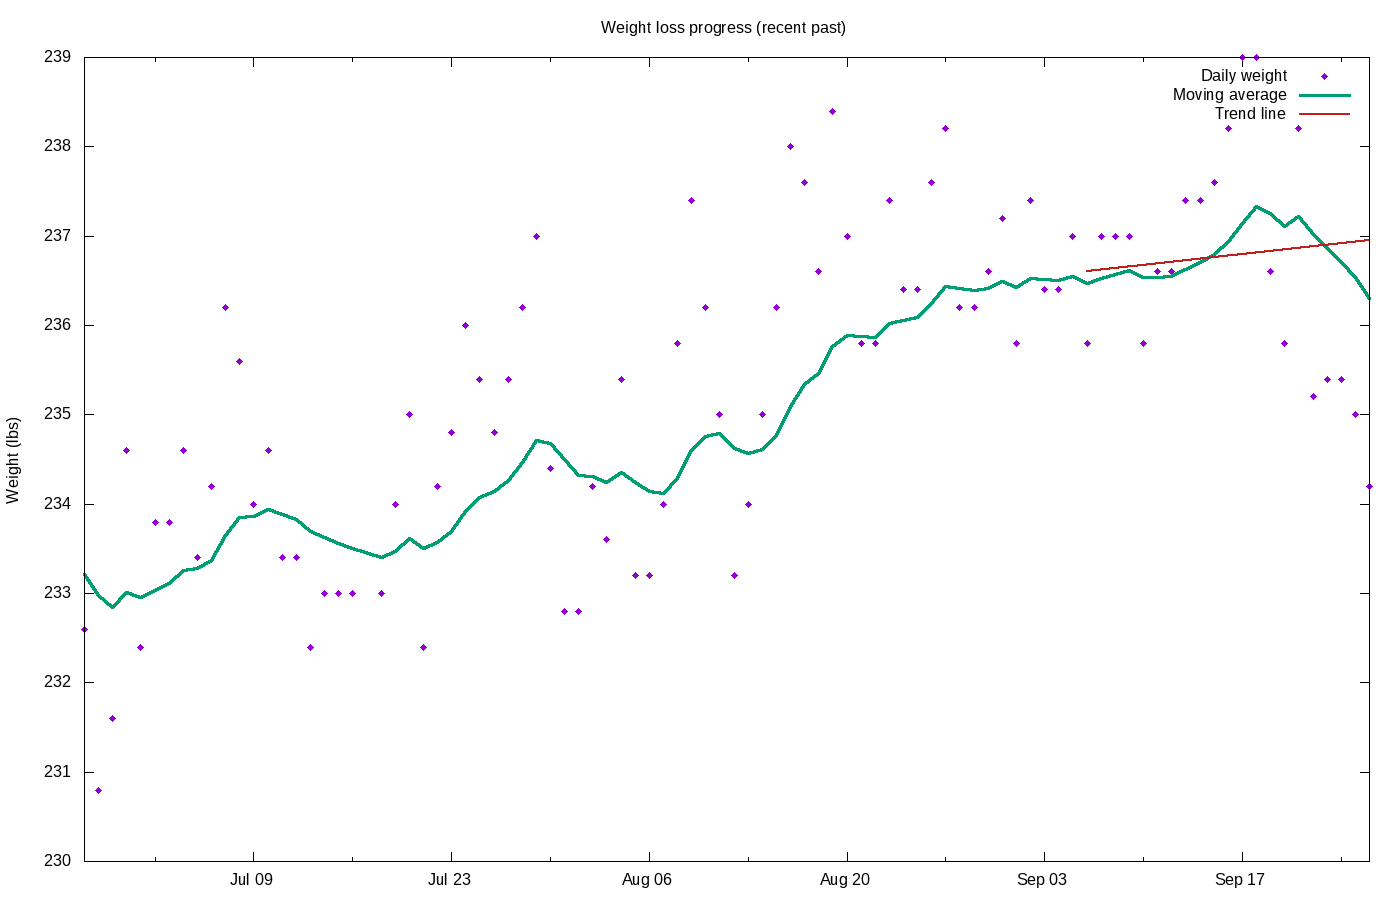 Weight loss progress (recent past)
Daily weight
Moving average
Trend line
239
238
237
236
235
234
233
232
231
230
Weight (lbs)
Jul 09 Jul 23 Aug 06 Aug 20 Sep 03 Sep 17